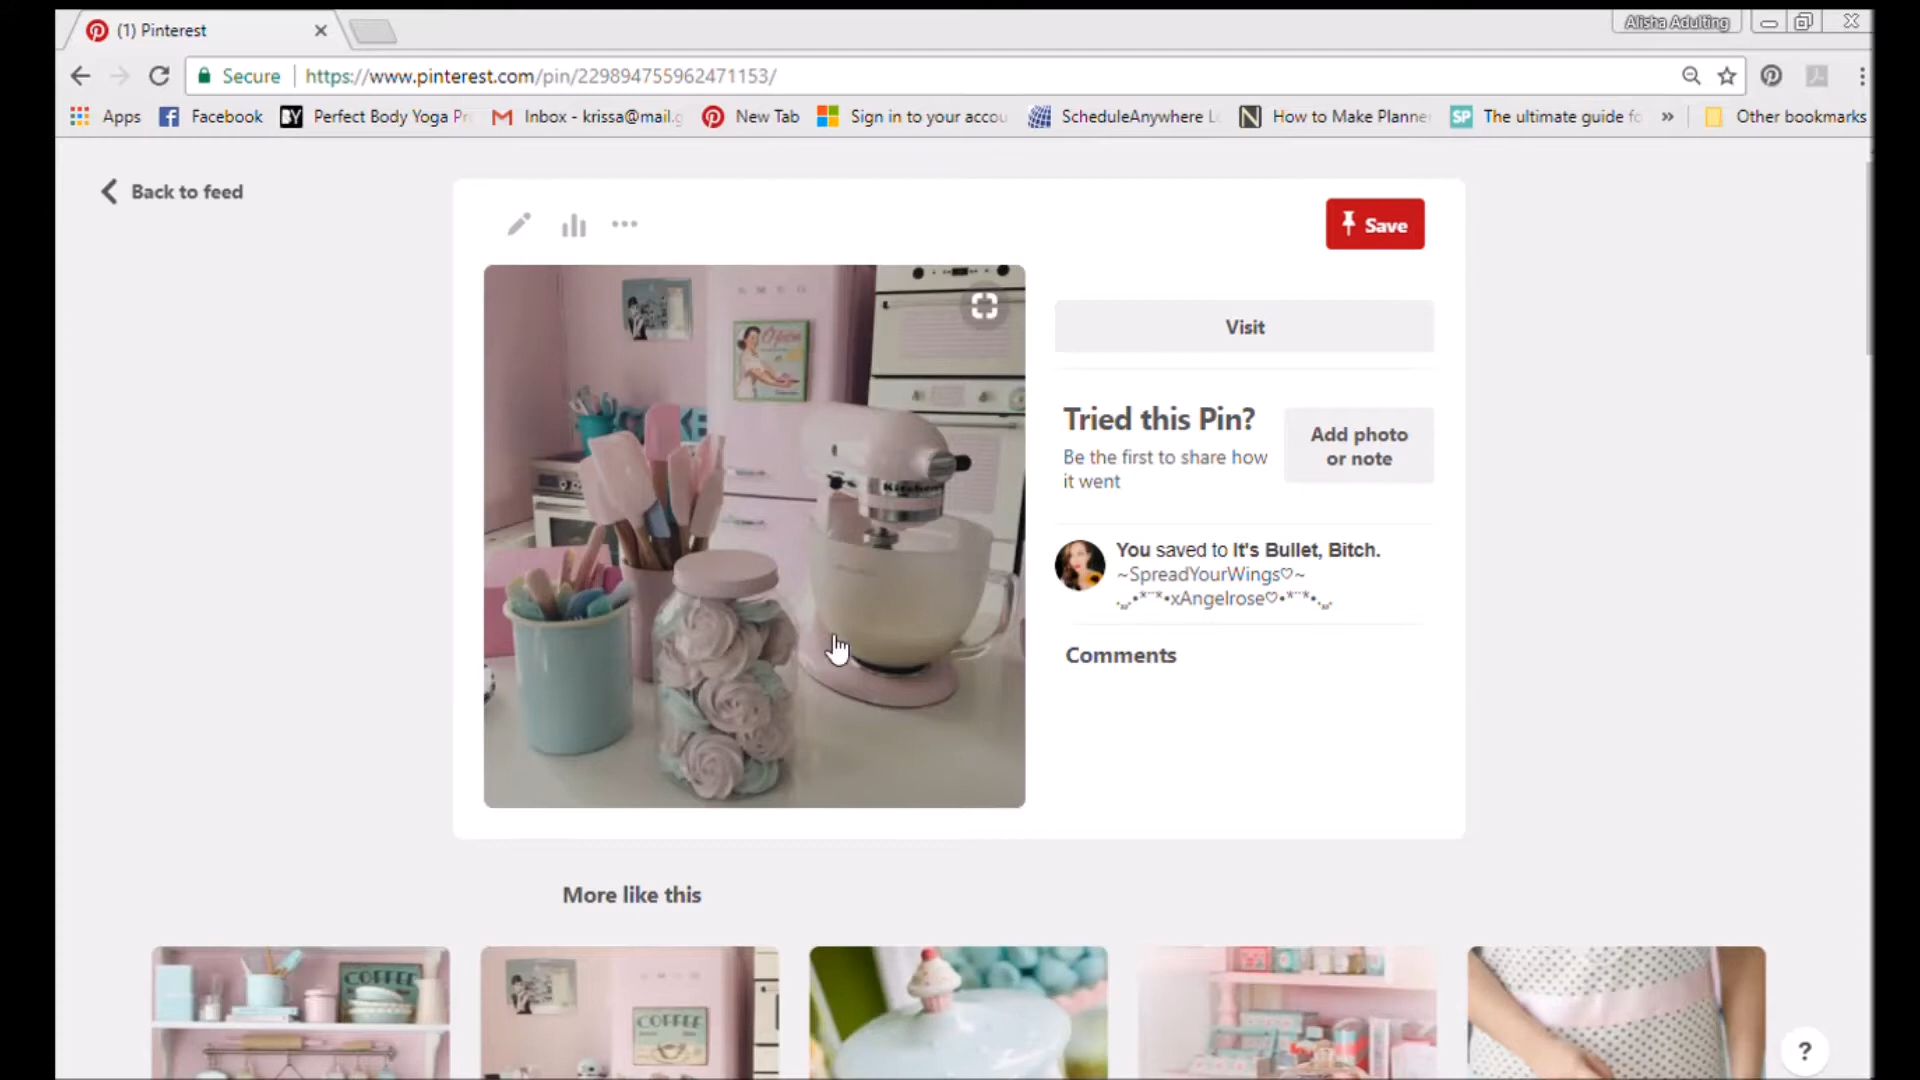 (1) Pinterest
Alisha Adulting
Secure https://www.pinterest.com/pin/229894755962471153/
Apps Facebook Perfect Body Yoga Pr Inbox - krissa@mail.g New Tab Sign in to your accou ScheduleAnywhere L How to Make Planne The ultimate guide fo » Other bookmarks
Back to feed
Save
SMEG
Visit
Tried this Pin?
Be the first to share how
it went
Add photo
or note
KitchenA
You saved to It's Bullet, Bitch.
~SpreadYourWings♡~
.¸¸•*¨*•xAngelrose♡•*¨*•.¸¸
Comments
More like this
COFFEE
COFFEE
?